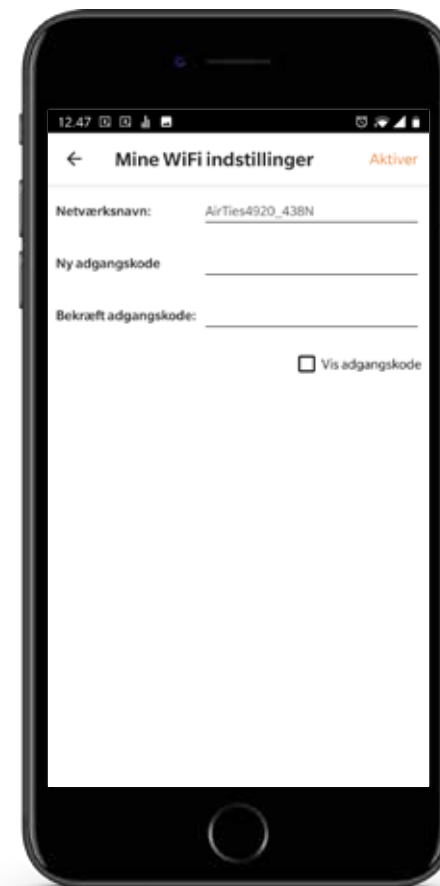 12.47
Mine WiFi indstillinger
Aktiver
Netværksnavn: AirTies4920_438N
Ny adgangskode
Bekræft adgangskode:
Vis adgangskode